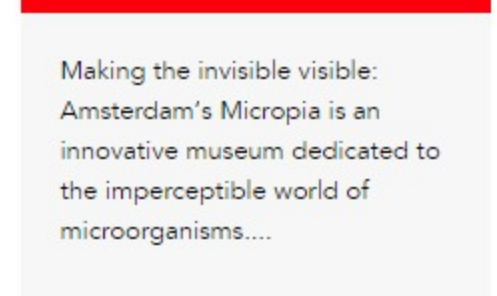 Making the invisible visible:
Amsterdam's Micropia is an
innovative museum dedicated to
the imperceptible world of
microorganisms....